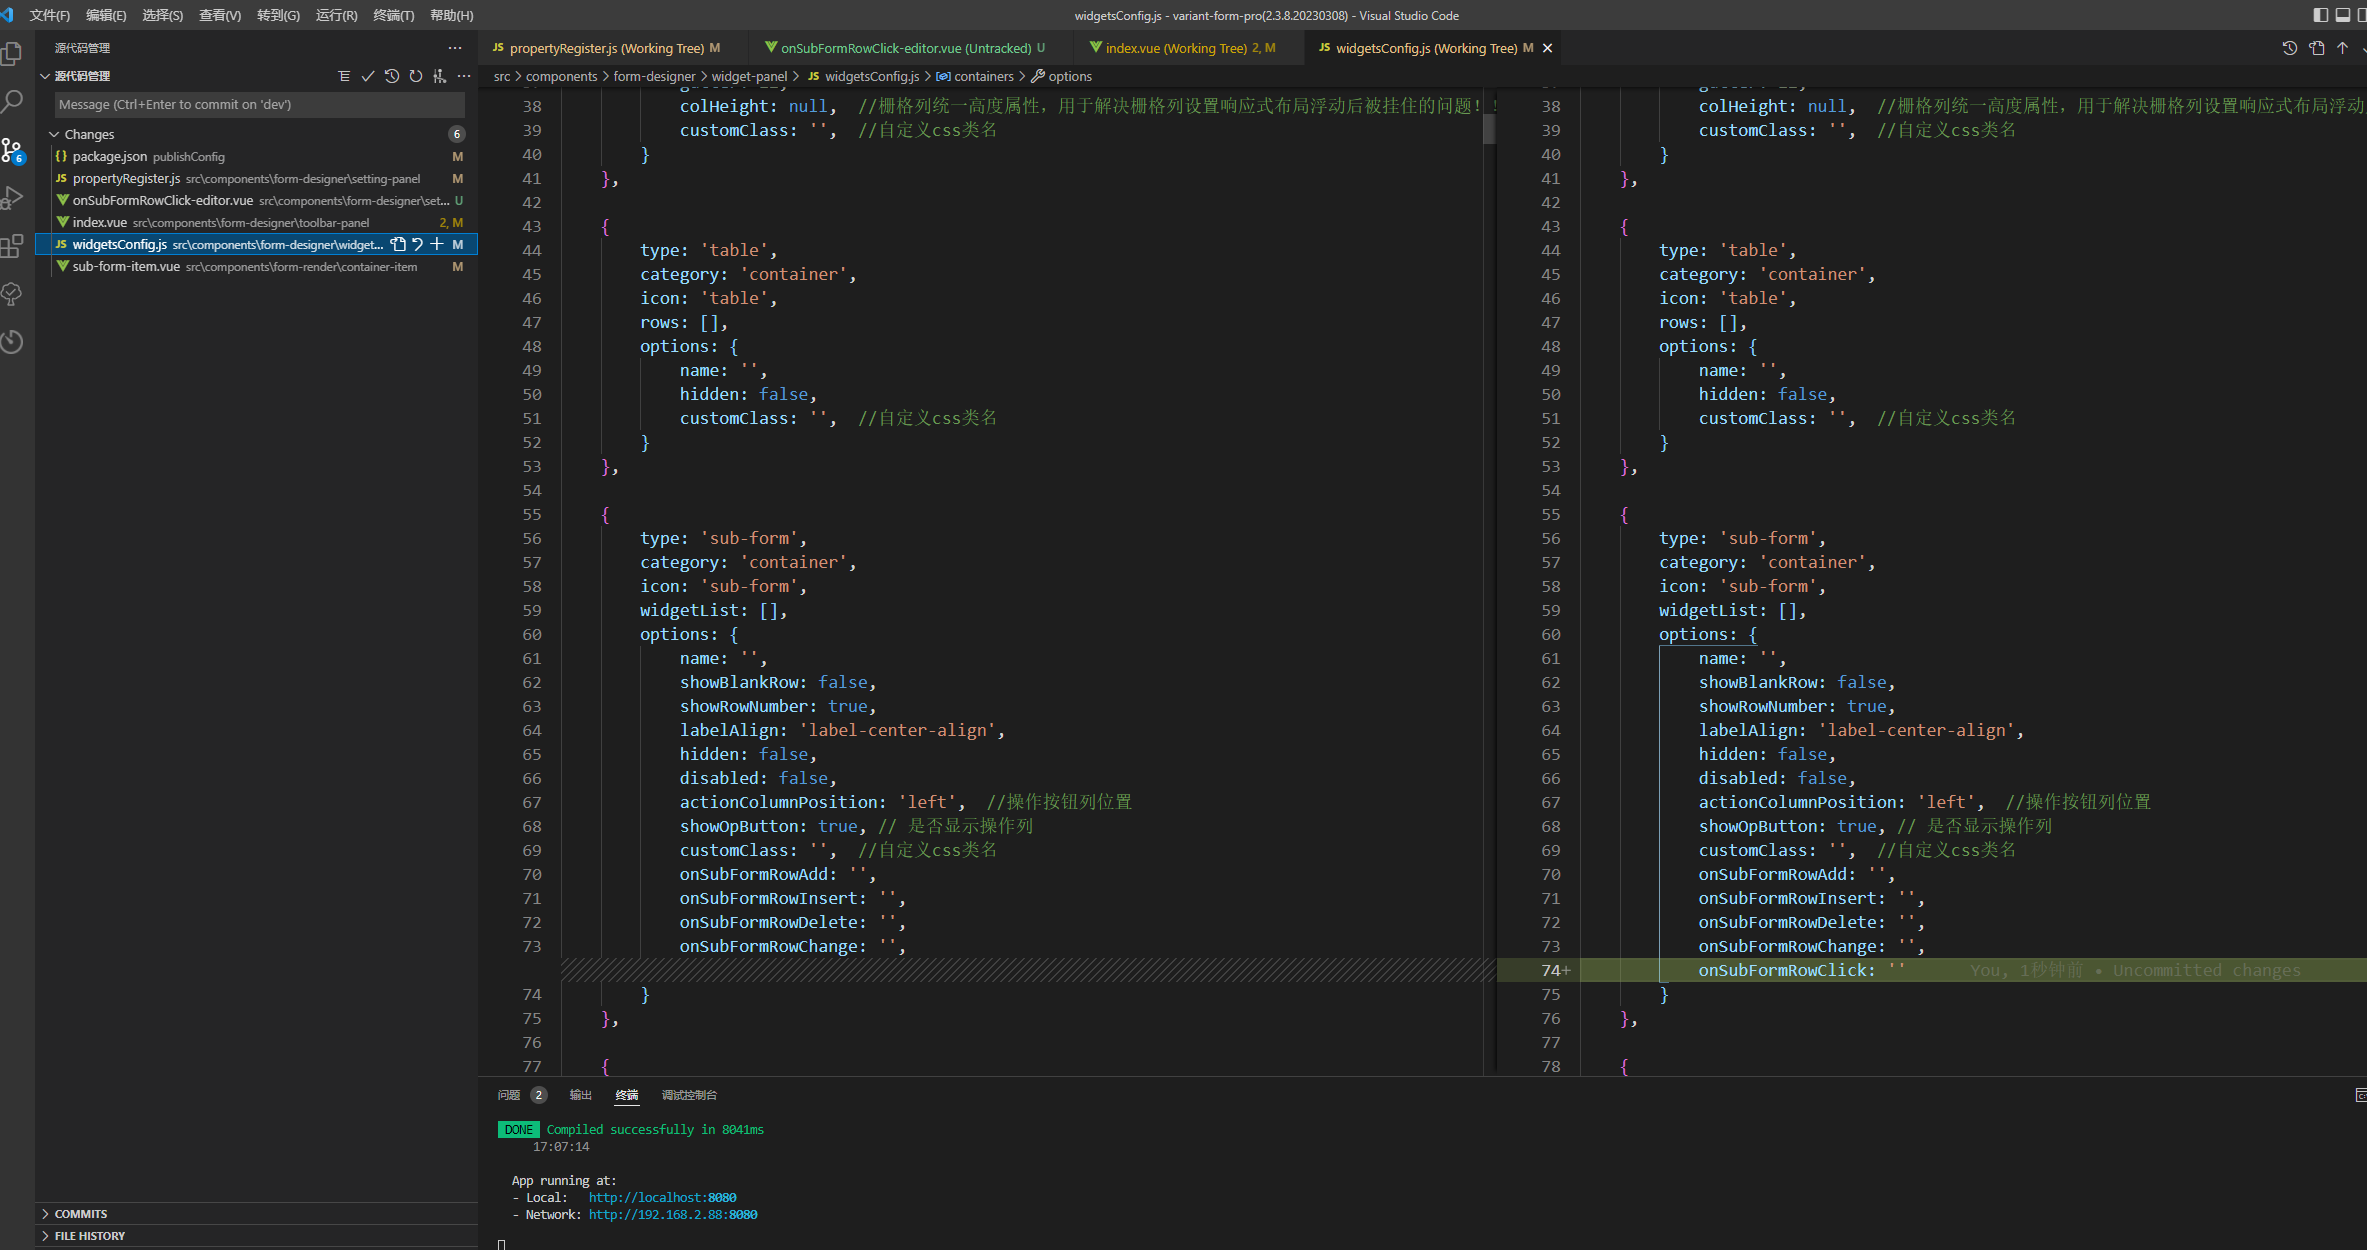 文件(F) 编辑(E) 选择(S) 查看(V) 转到(G) 运行(R) 终端(T) 帮助(H)
widgetsConfig.js - variant-form-pro(2.3.8.20230308) - Visual Studio Code
源代码管理
源代码管理
Message (Ctrl+Enter to commit on 'dev')
Changes 6
{} package.json publishConfig M
JS propertyRegister.js src\components\form-designer\setting-panel M
onSubFormRowClick-editor.vue src\components\form-designer\set... U
index.vue src\components\form-designer\toolbar-panel 2, M
6
JS widgetsConfig.js src\components\form-designer\widget... M
sub-form-item.vue src\components\form-render\container-item M
COMMITS
FILE HISTORY
JS propertyRegister.js (Working Tree) M
onSubFormRowClick-editor.vue (Untracked) U
index.vue (Working Tree) 2, M
JS widgetsConfig.js (Working Tree) M
src > components > form-designer > widget-panel > JS widgetsConfig.js > containers > options
38 colHeight: null, //栅格列统一高度属性，用于解决栅格列设置响应式布局浮动后被挂住的问题！！
39 customClass: '', //自定义css类名
40 }
41 },
42
43 {
44 type: 'table',
45 category: 'container',
46 icon: 'table',
47 rows: [],
48 options: {
49 name: '',
50 hidden: false,
51 customClass: '', //自定义css类名
52 }
53 },
54
55 {
56 type: 'sub-form',
57 category: 'container',
58 icon: 'sub-form',
59 widgetList: [],
60 options: {
61 name: '',
62 showBlankRow: false,
63 showRowNumber: true,
64 labelAlign: 'label-center-align',
65 hidden: false,
66 disabled: false,
67 actionColumnPosition: 'left', //操作按钮列位置
68 showOpButton: true, // 是否显示操作列
69 customClass: '', //自定义css类名
70 onSubFormRowAdd: '',
71 onSubFormRowInsert: '',
72 onSubFormRowDelete: '',
73 onSubFormRowChange: '',
74 }
75 },
76
77 {
38 colHeight: null, //栅格列统一高度属性，用于解决栅格列设置响应式布局浮动
39 customClass: '', //自定义css类名
40 }
41 },
42
43 {
44 type: 'table',
45 category: 'container',
46 icon: 'table',
47 rows: [],
48 options: {
49 name: '',
50 hidden: false,
51 customClass: '', //自定义css类名
52 }
53 },
54
55 {
56 type: 'sub-form',
57 category: 'container',
58 icon: 'sub-form',
59 widgetList: [],
60 options: {
61 name: '',
62 showBlankRow: false,
63 showRowNumber: true,
64 labelAlign: 'label-center-align',
65 hidden: false,
66 disabled: false,
67 actionColumnPosition: 'left', //操作按钮列位置
68 showOpButton: true, // 是否显示操作列
69 customClass: '', //自定义css类名
70 onSubFormRowAdd: '',
71 onSubFormRowInsert: '',
72 onSubFormRowDelete: '',
73 onSubFormRowChange: '',
74+ onSubFormRowClick: '' You, 1秒钟前 • Uncommitted changes
75 }
76 },
77
78 {
问题 2 输出 终端 调试控制台
DONE Compiled successfully in 8041ms
17:07:14
App running at:
- Local: http://localhost:8080
- Network: http://192.168.2.88:8080